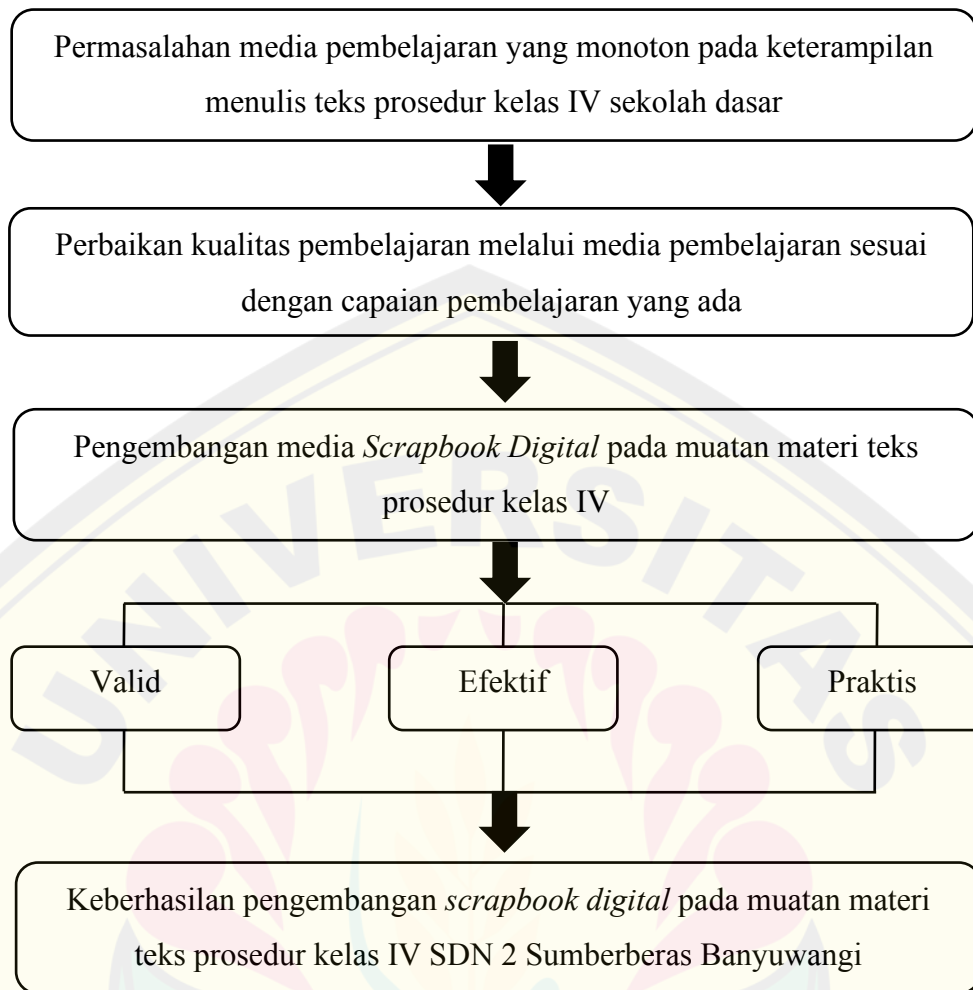 Permasalahan media pembelajaran yang monoton pada keterampilan
menulis teks prosedur kelas IV sekolah dasar
Perbaikan kualitas pembelajaran melalui media pembelajaran sesuai
dengan capaian pembelajaran yang ada
Pengembangan media Scrapbook Digital pada muatan materi teks
prosedur kelas IV
UNIVERSITAS
Valid
Efektif
Praktis
Keberhasilan pengembangan scrapbook digital pada muatan materi
teks prosedur kelas IV SDN 2 Sumberberas Banyuwangi